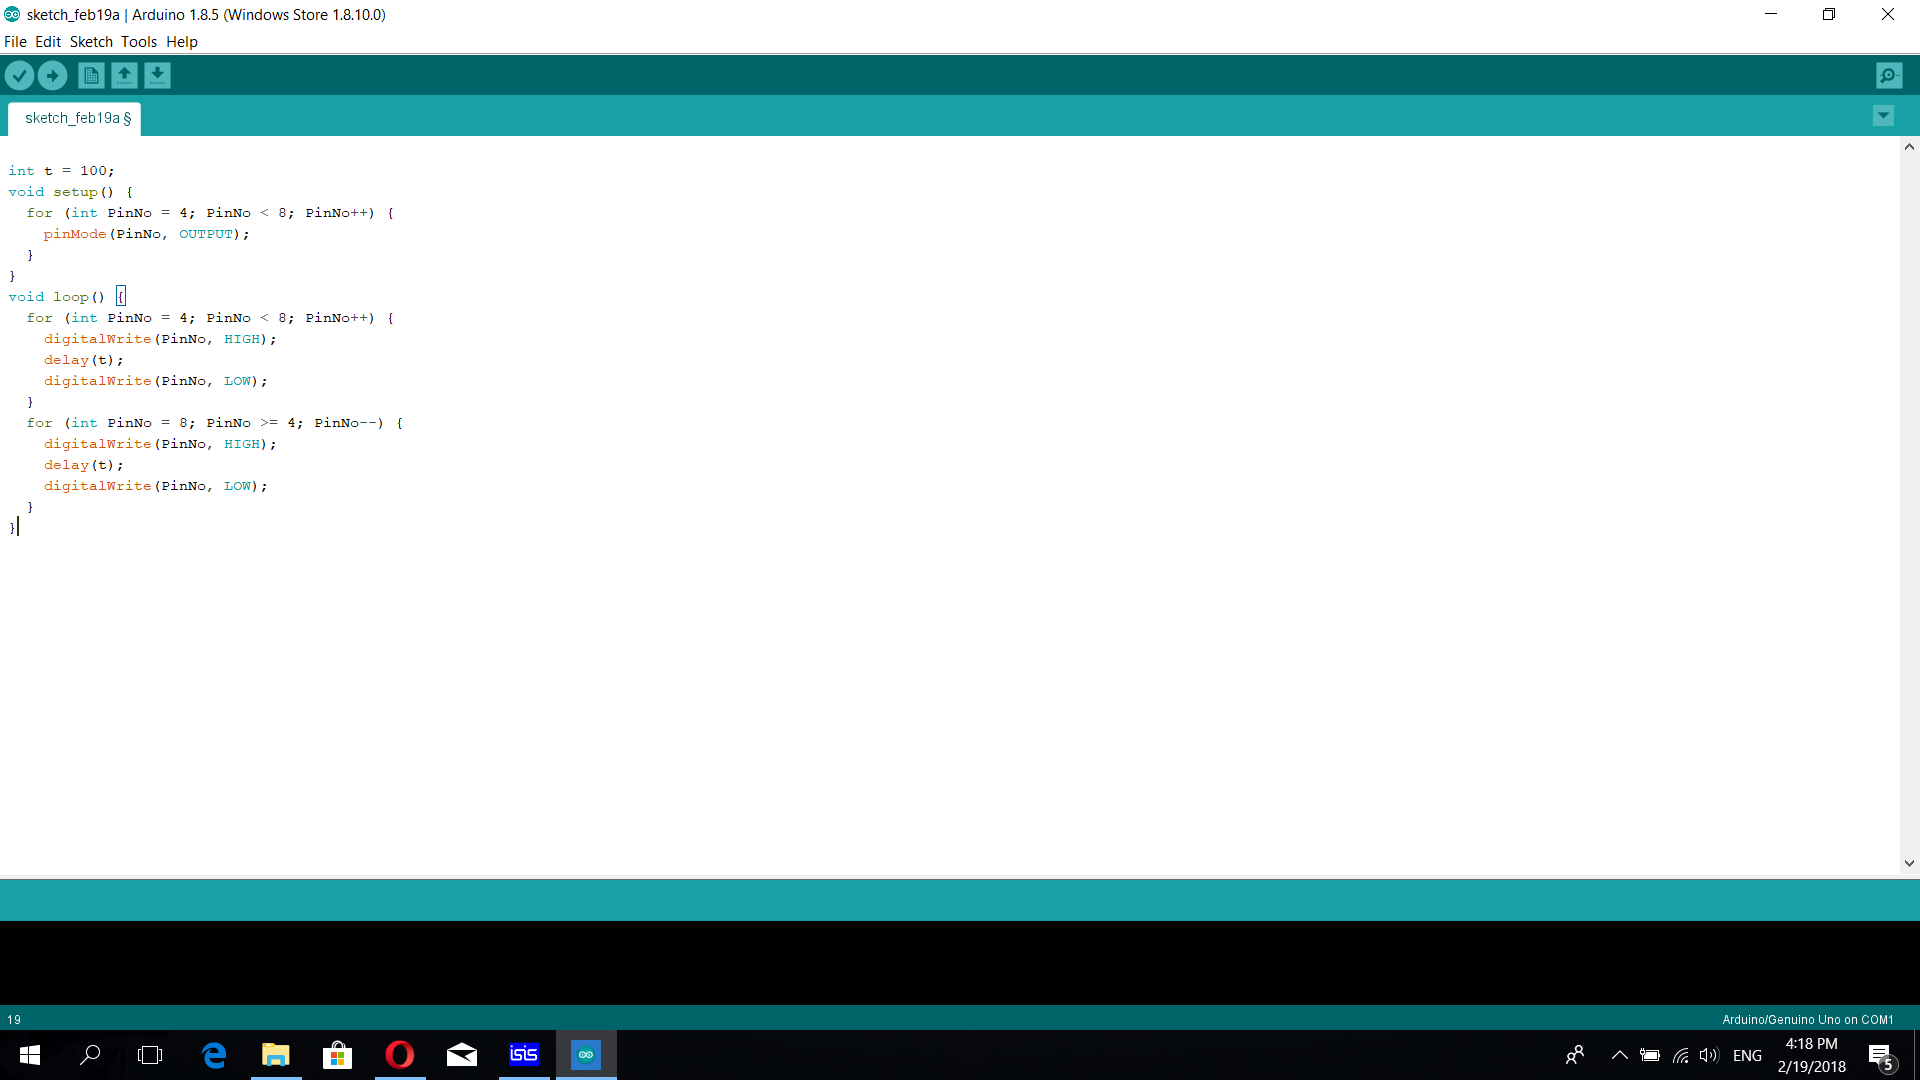 sketch_feb19a | Arduino 1.8.5 (Windows Store 1.8.10.0)
File Edit Sketch Tools Help
sketch_feb19a §
int t = 100;
void setup() {
  for (int PinNo = 4; PinNo < 8; PinNo++) {
    pinMode(PinNo, OUTPUT);
  }
}
void loop() {
  for (int PinNo = 4; PinNo < 8; PinNo++) {
    digitalWrite(PinNo, HIGH);
    delay(t);
    digitalWrite(PinNo, LOW);
  }
  for (int PinNo = 8; PinNo >= 4; PinNo--) {
    digitalWrite(PinNo, HIGH);
    delay(t);
    digitalWrite(PinNo, LOW);
  }
}
19
Arduino/Genuino Uno on COM1
isis
ENG
4:18 PM
2/19/2018
5